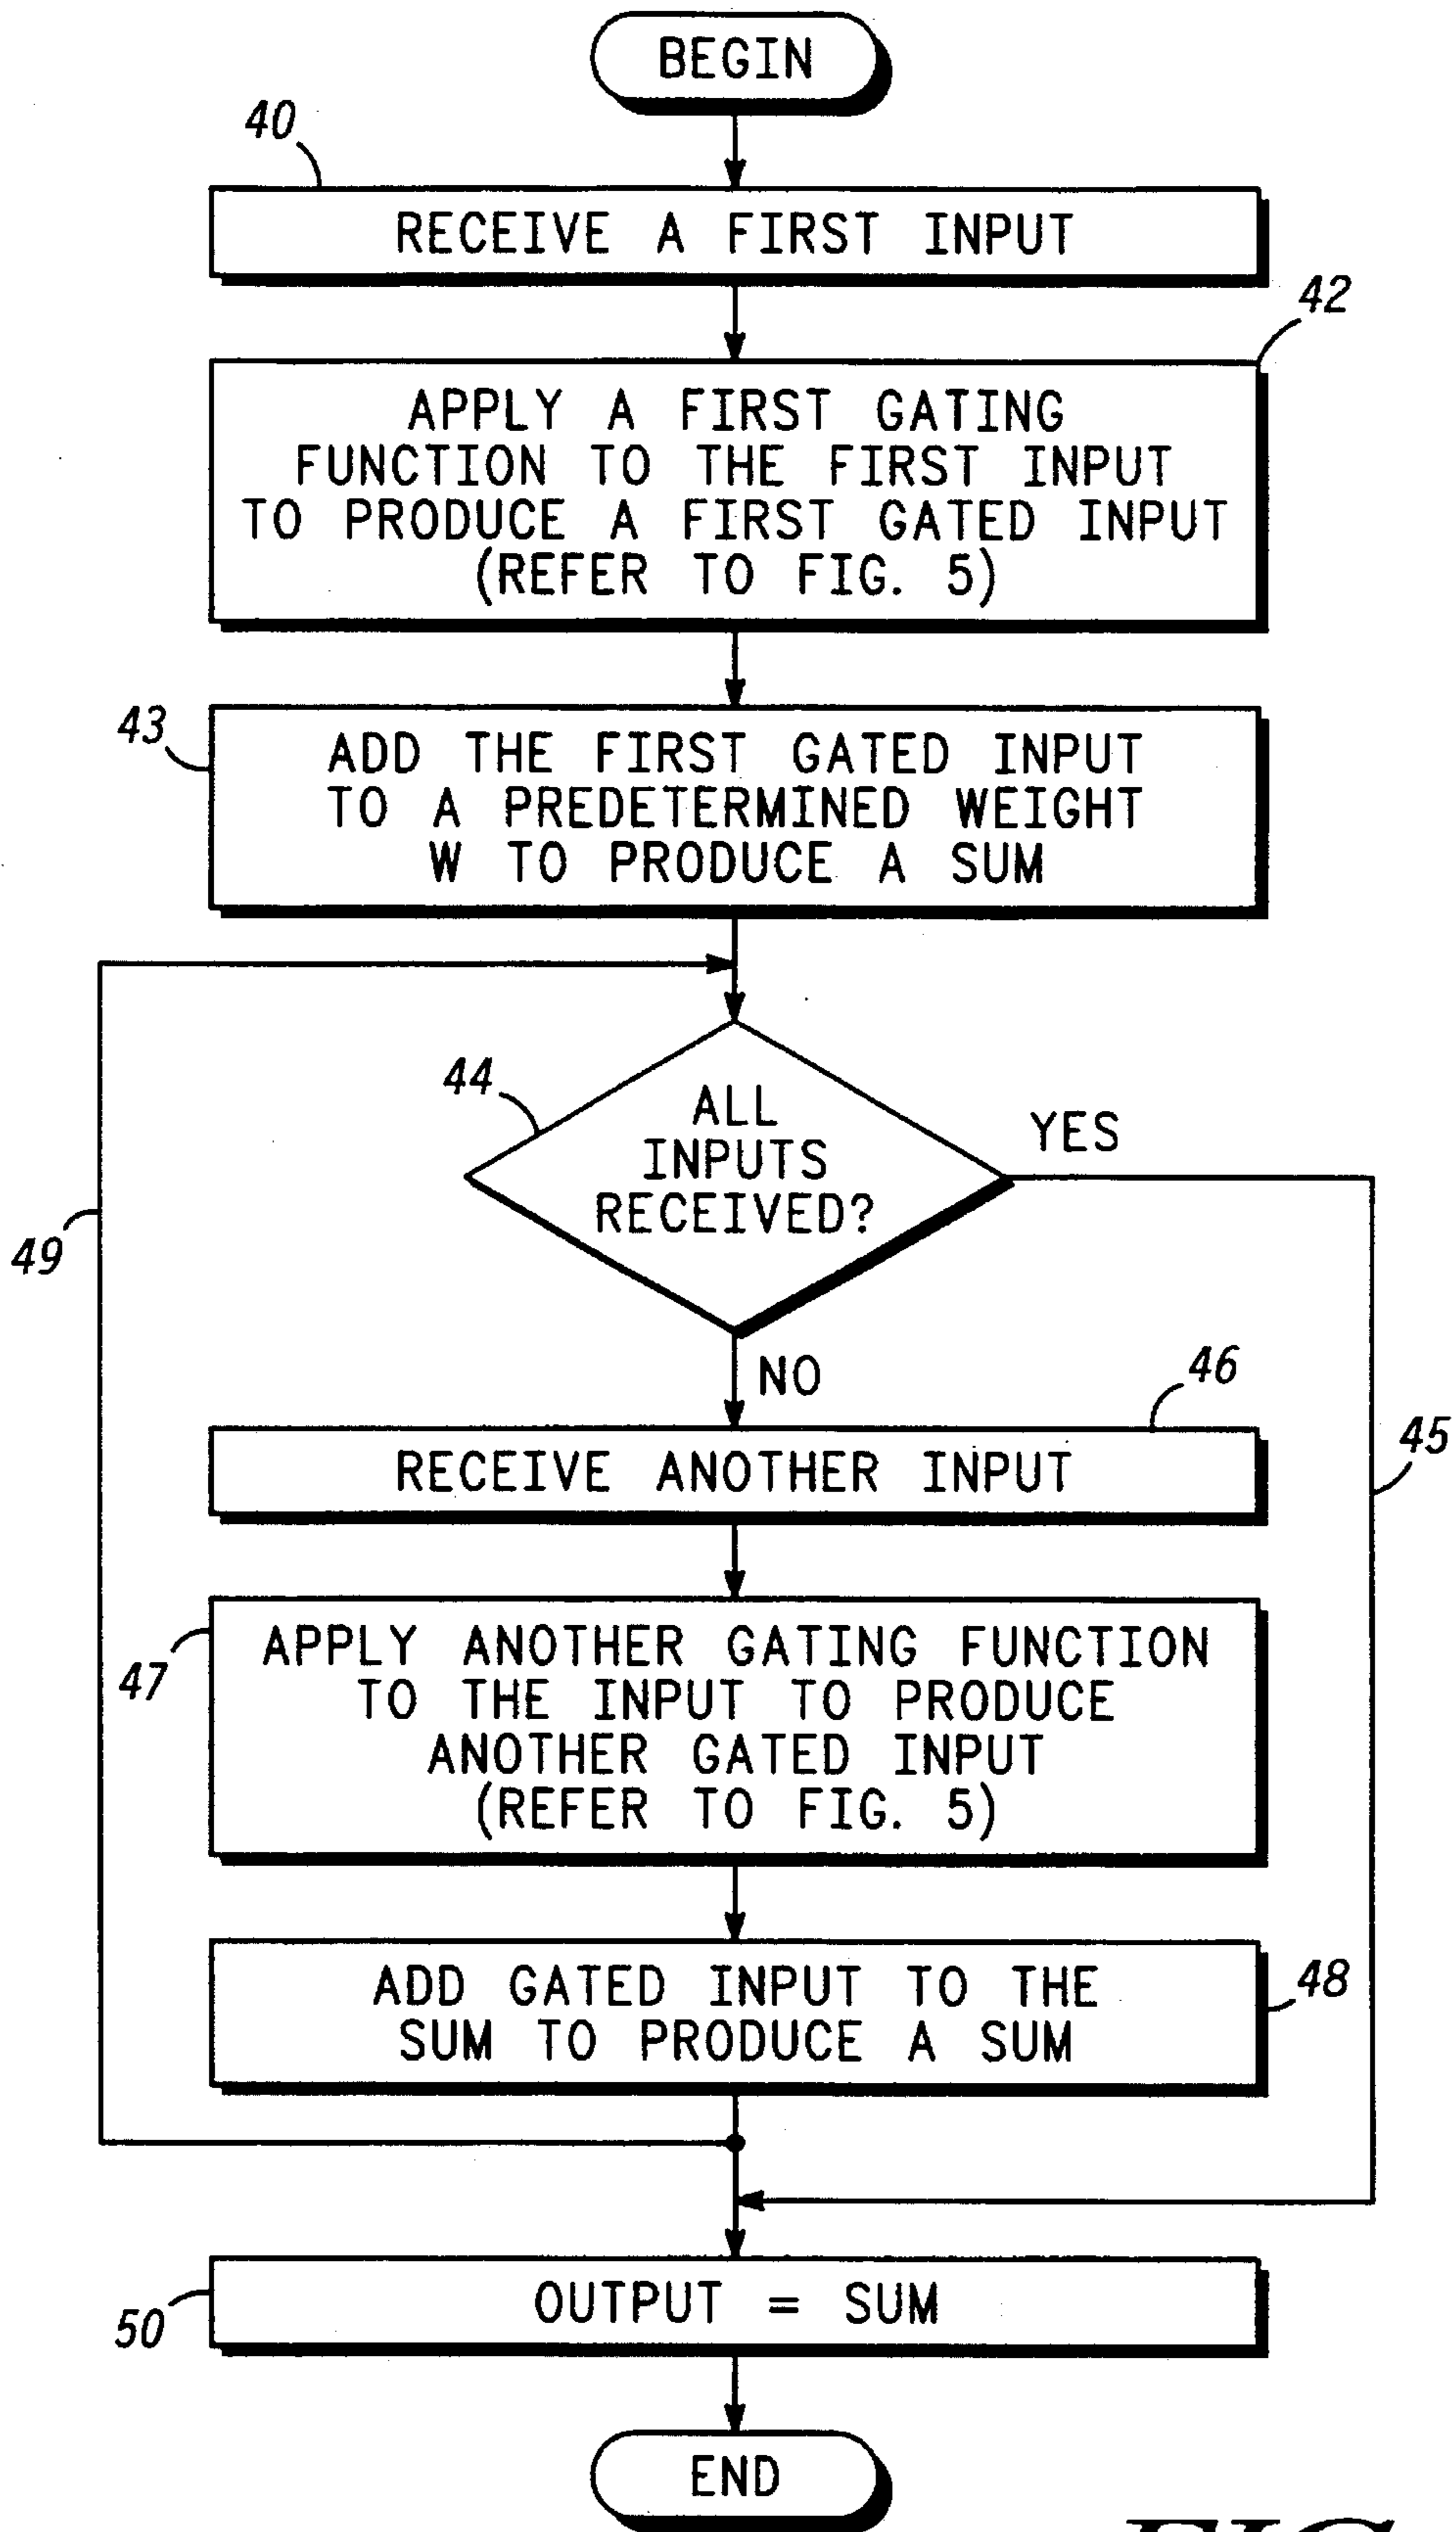 BEGIN
40
RECEIVE A FIRST INPUT
42
APPLY A FIRST GATING
FUNCTION TO THE FIRST INPUT
TO PRODUCE A FIRST GATED INPUT
(REFER TO FIG. 5)
43
ADD THE FIRST GATED INPUT
TO A PREDETERMINED WEIGHT
W TO PRODUCE A SUM
44
ALL
INPUTS
RECEIVED?
YES
49
NO
46
45
RECEIVE ANOTHER INPUT
47
APPLY ANOTHER GATING FUNCTION
TO THE INPUT TO PRODUCE
ANOTHER GATED INPUT
(REFER TO FIG. 5)
48
ADD GATED INPUT TO THE
SUM TO PRODUCE A SUM
50
OUTPUT = SUM
END